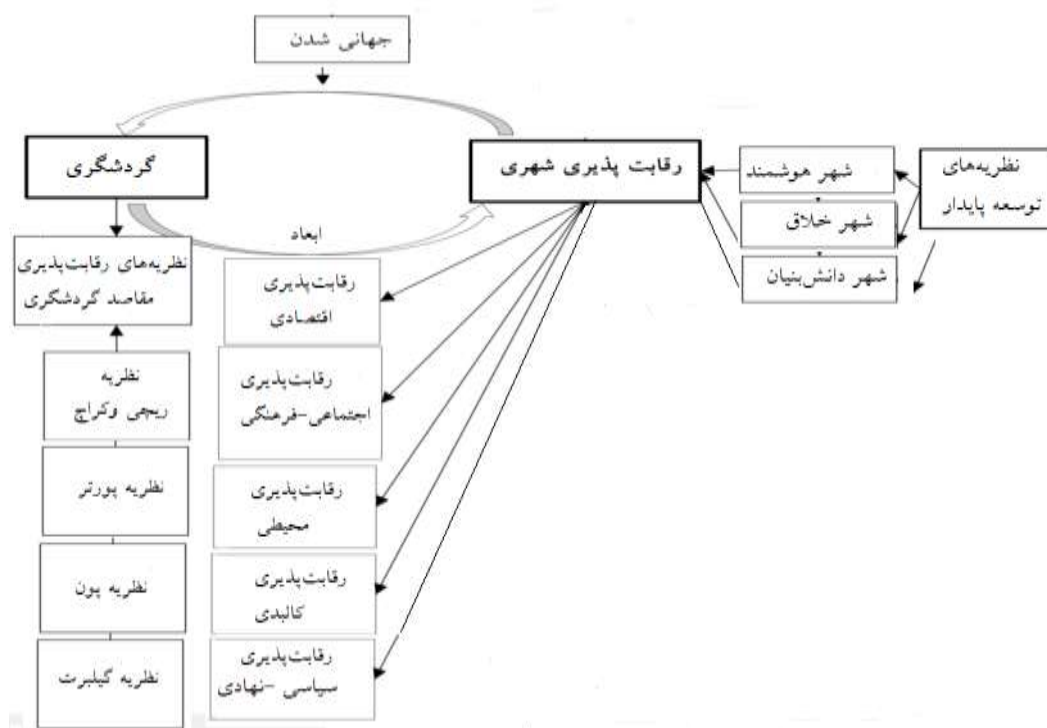 جهانی شدن
گردشگری
رقابت پذیری شهری
شهر هوشمند
شهر خلاق
شهر دانش‌بنیان
نظریه‌های
توسعه پایدار
ابعاد
نظریه‌های رقابت‌پذیری
مقاصد گردشگری
نظریه
ریچی وکراچ
نظریه پورتر
نظریه پون
نظریه گیلبرت
رقابت‌پذیری
اقتصادی
رقابت‌پذیری
اجتماعی-فرهنگی
رقابت‌پذیری
محیطی
رقابت‌پذیری
کالبدی
رقابت‌پذیری
سیاسی -نهادی